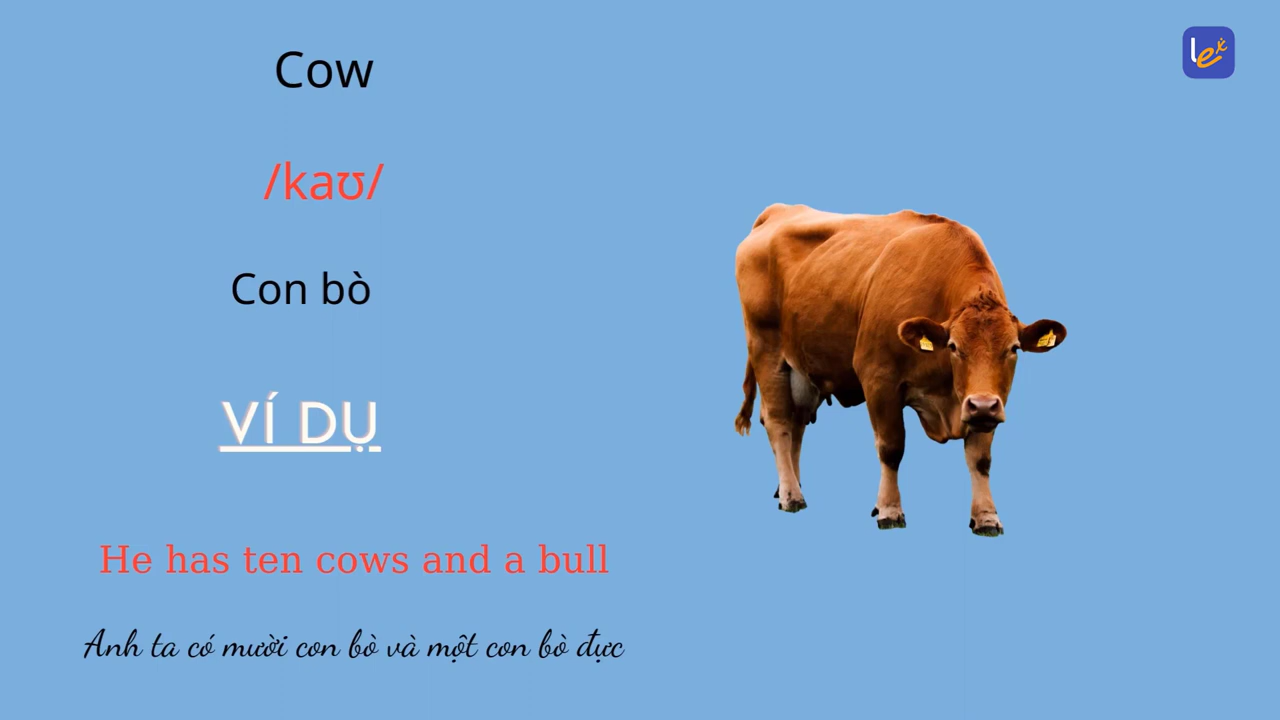 Cow
lex
/kaʊ/
Con bò
VÍ DỤ
He has ten cows and a bull
Anh ta có mười con bò và một con bò đực